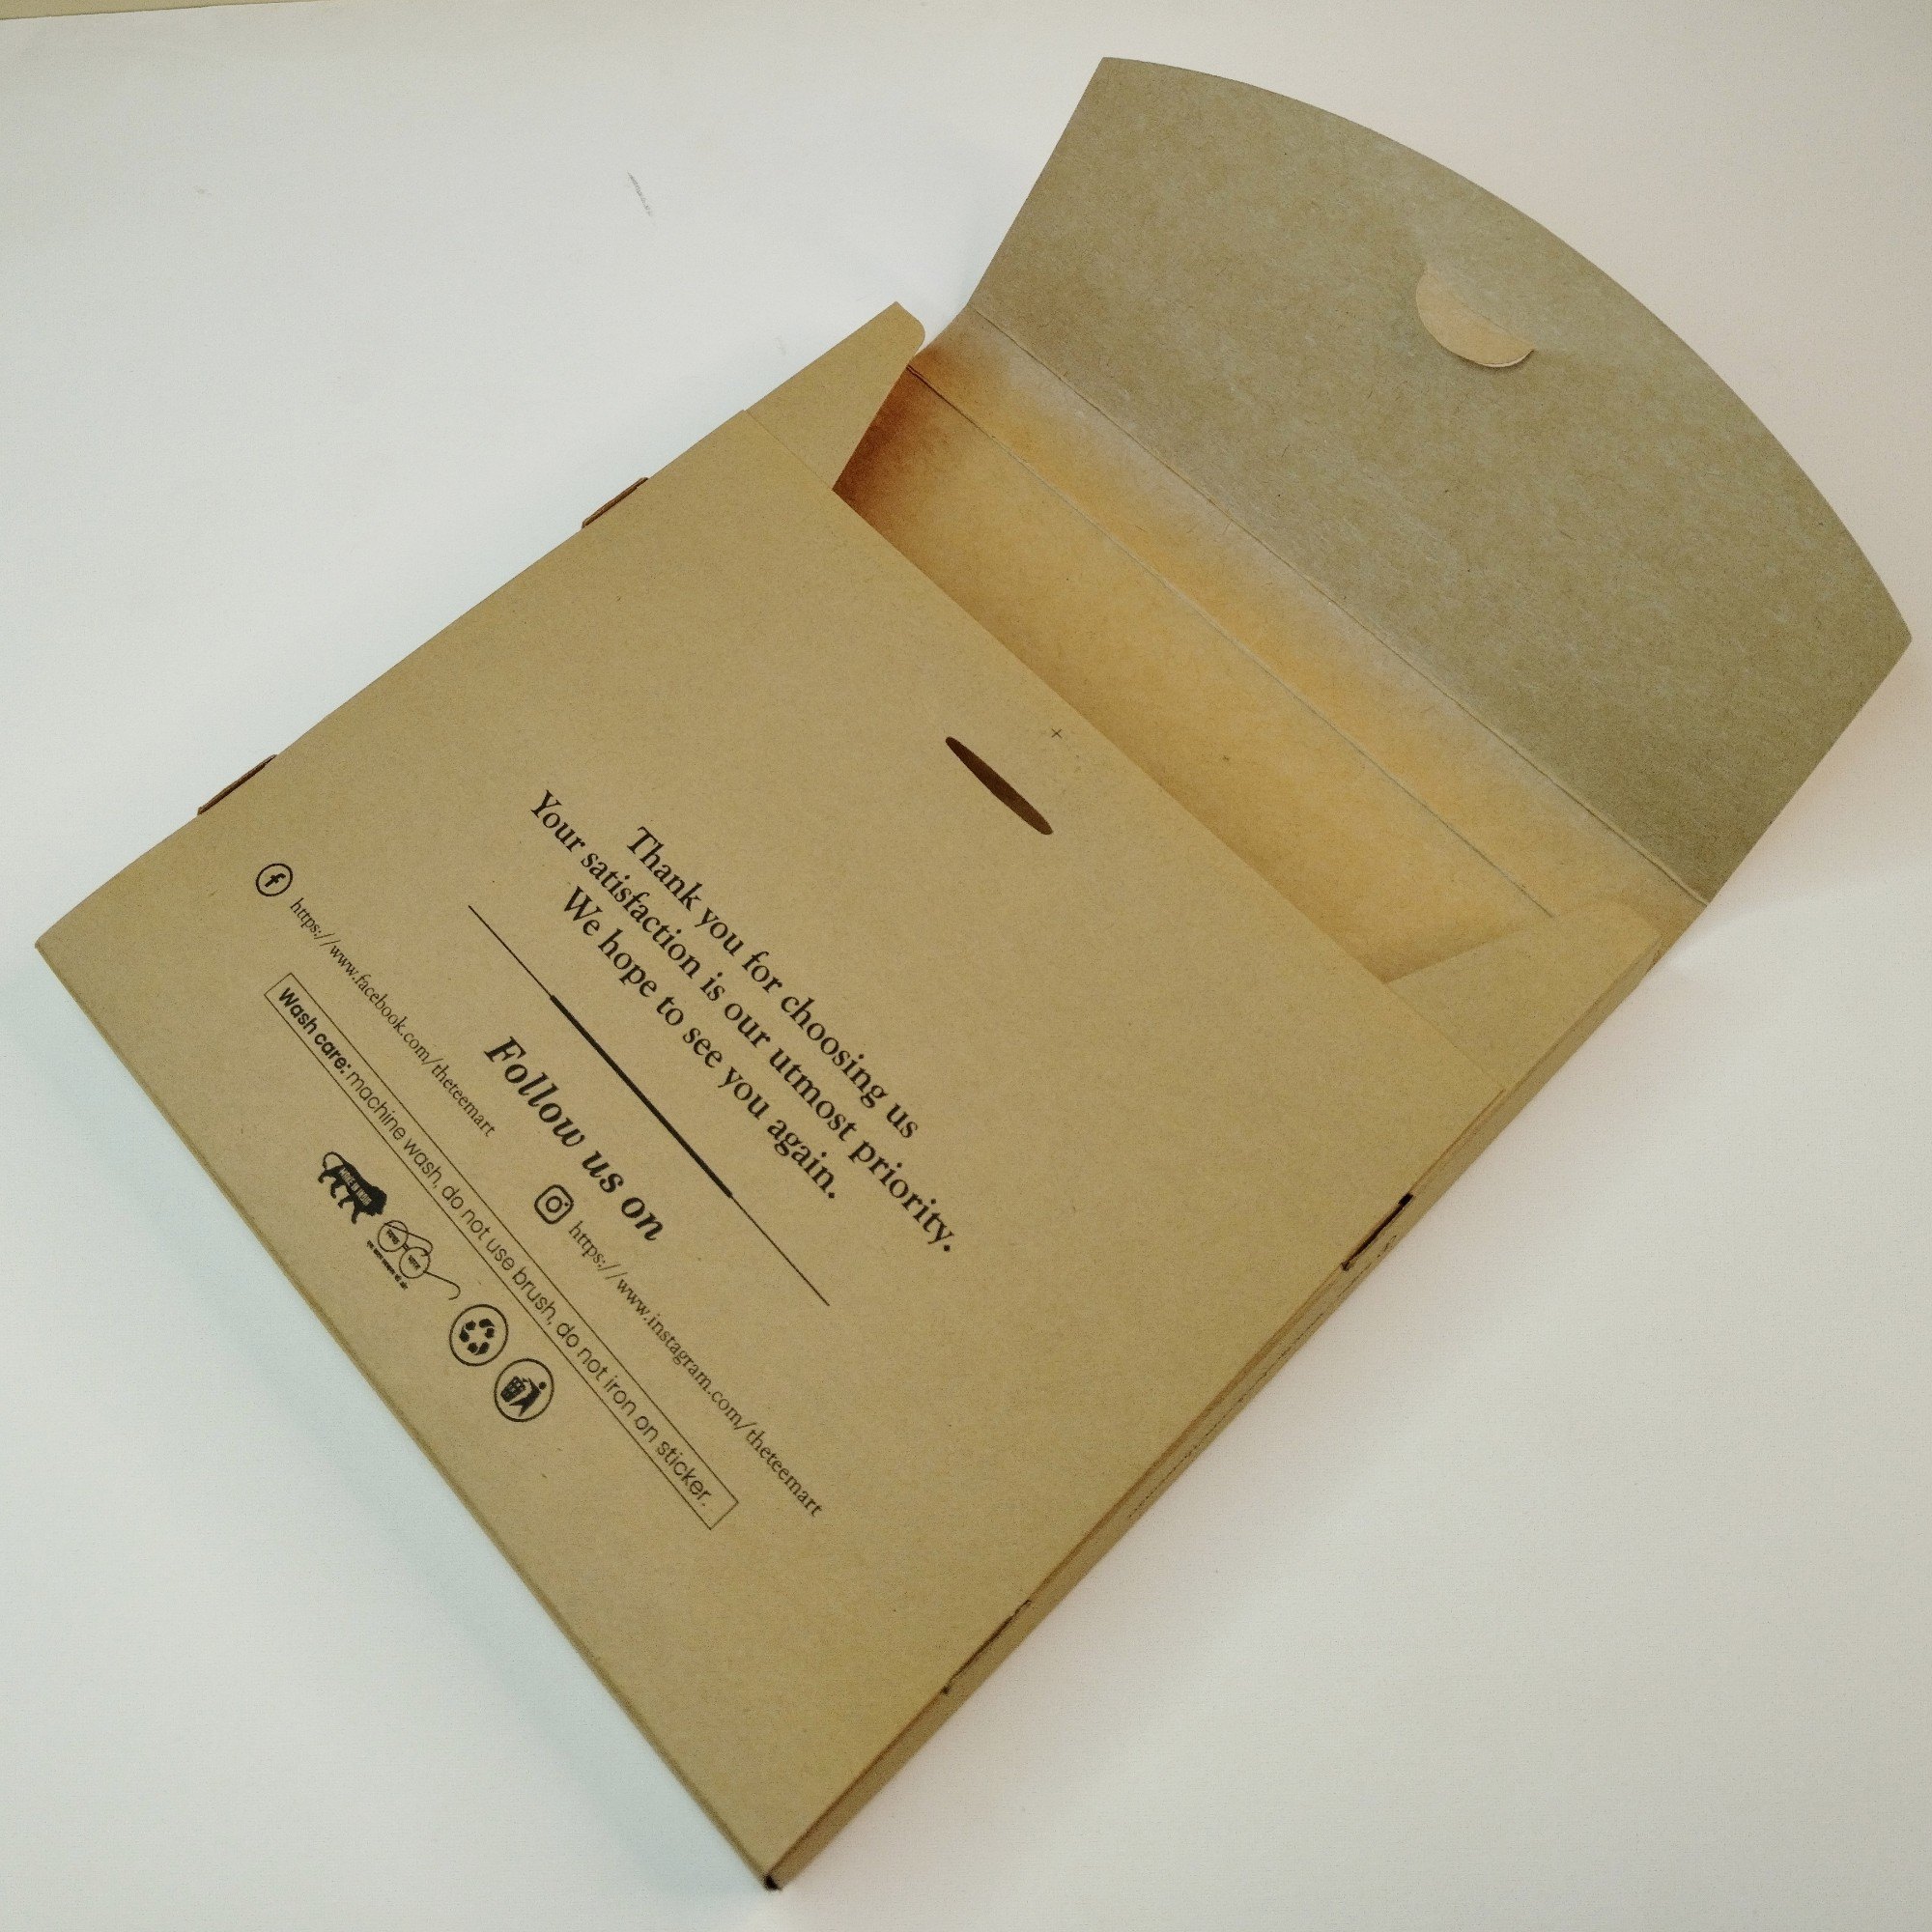 Thank you for choosing us
Your satisfaction is our utmost priority.
We hope to see you again.
Follow us on
https://www.facebook.com/theteemart
https://www.instagram.com/theteemart
Wash care: machine wash, do not use brush, do not iron on sticker.